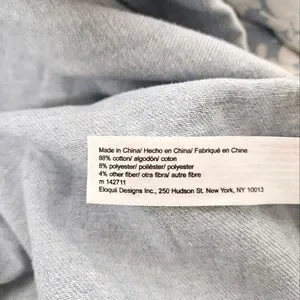 Made in China/ Hecho en China/ Fabriqué en Chine
88% cotton/ algodón/ coton
8% polyester/ poliéster/ polyester
4% other fiber/ otra fibra/ autre fibre
m 142711
Eloquii Designs Inc., 250 Hudson St. New York, NY 10013